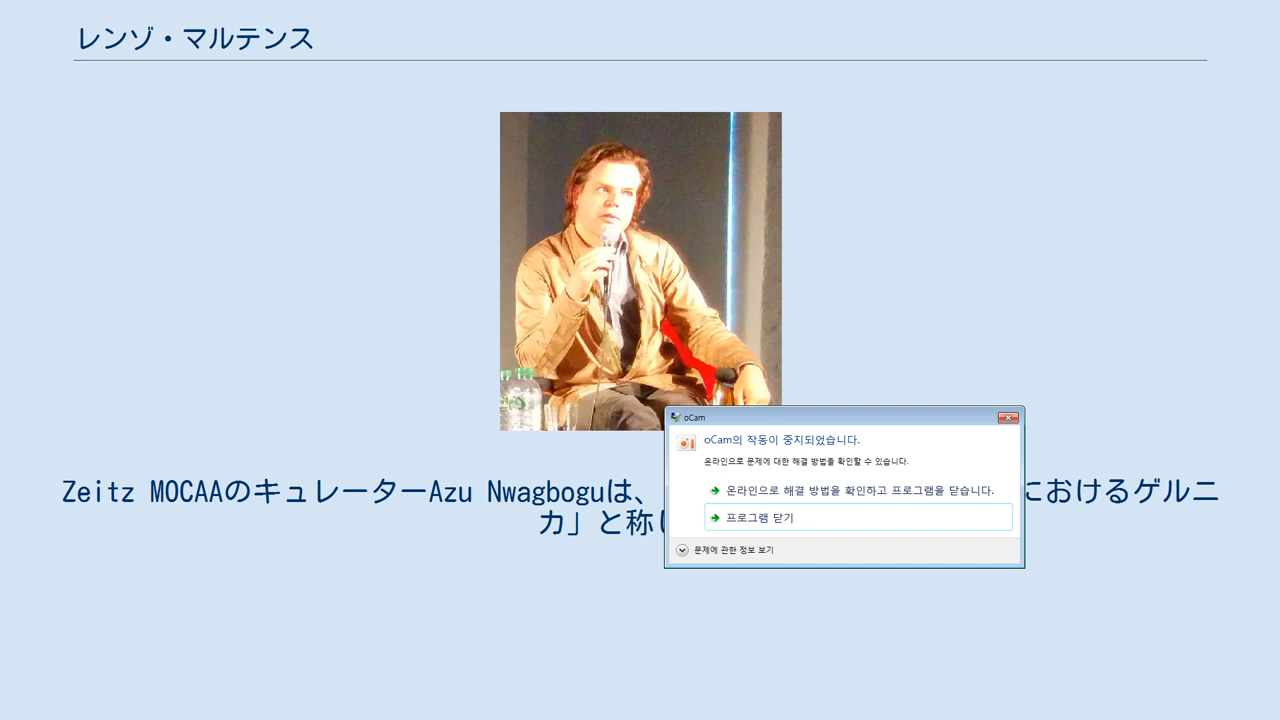 レンゾ・マルテンス
Zeitz MOCAAのキュレーターAzu Nwagboguは、
におけるゲルニ
カ」と称し
oCam
oCam의 작동이 중지되었습니다.
온라인으로 문제에 대한 해결 방법을 확인할 수 있습니다.
온라인으로 해결 방법을 확인하고 프로그램을 닫습니다.
프로그램 닫기
문제에 관한 정보 보기